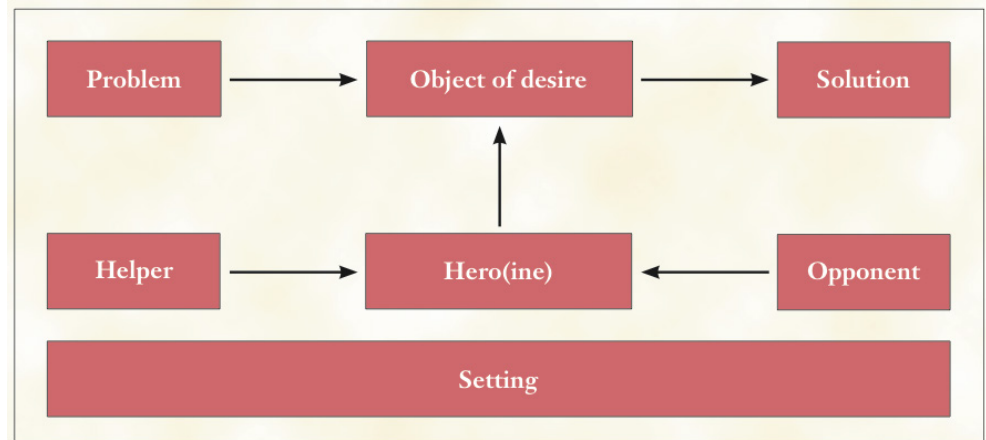 Problem
Object of desire
Solution
Helper
Hero(ine)
Opponent
Setting